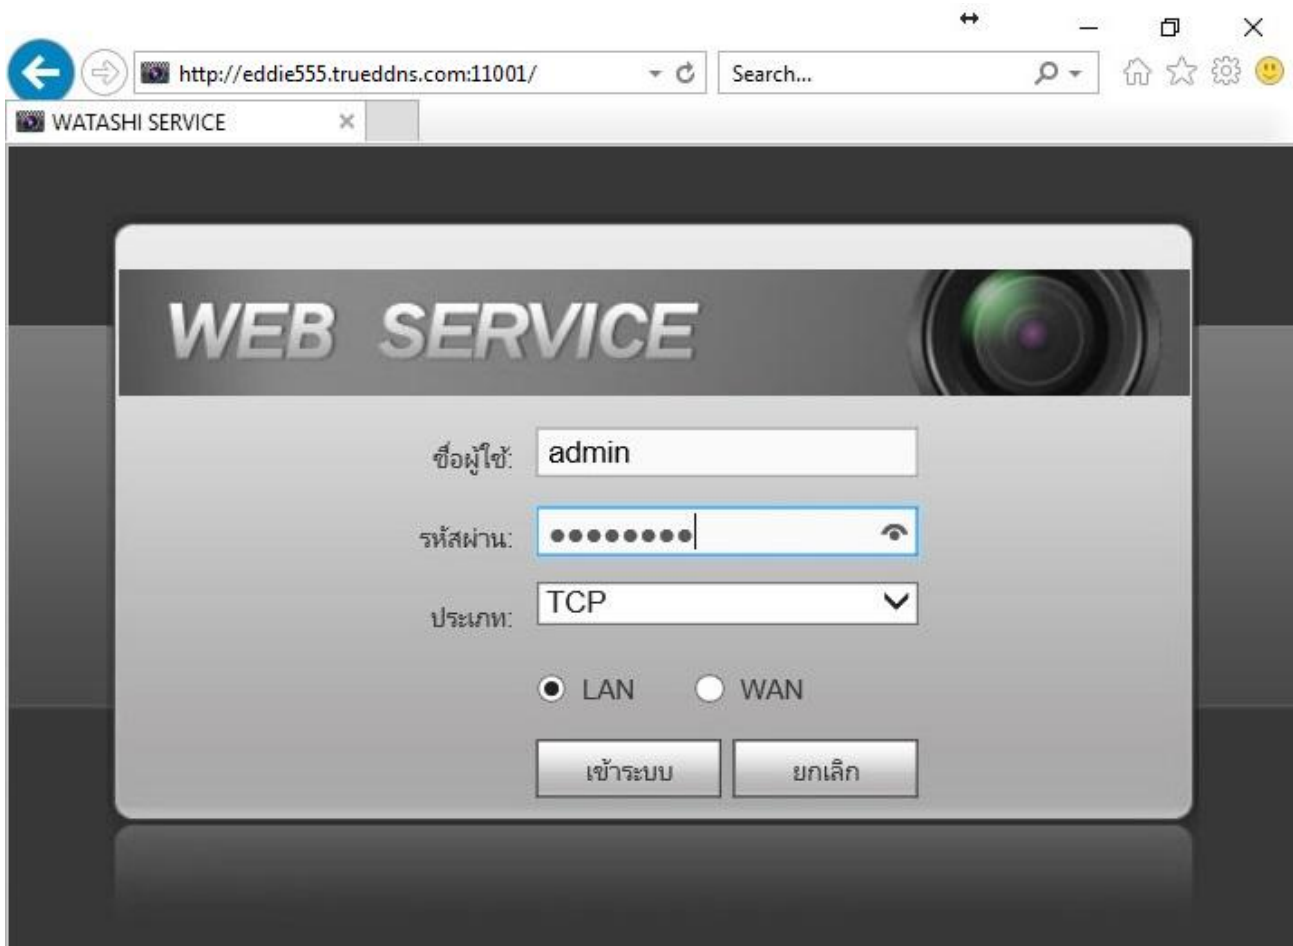 http://eddie555.trueddns.com:11001/ Search...
WATASHI SERVICE
WEB SERVICE
ชื่อผู้ใช้: admin
รหัสผ่าน: ●●●●●●●●
ประเภท: TCP
LAN WAN
เข้าระบบ ยกเลิก